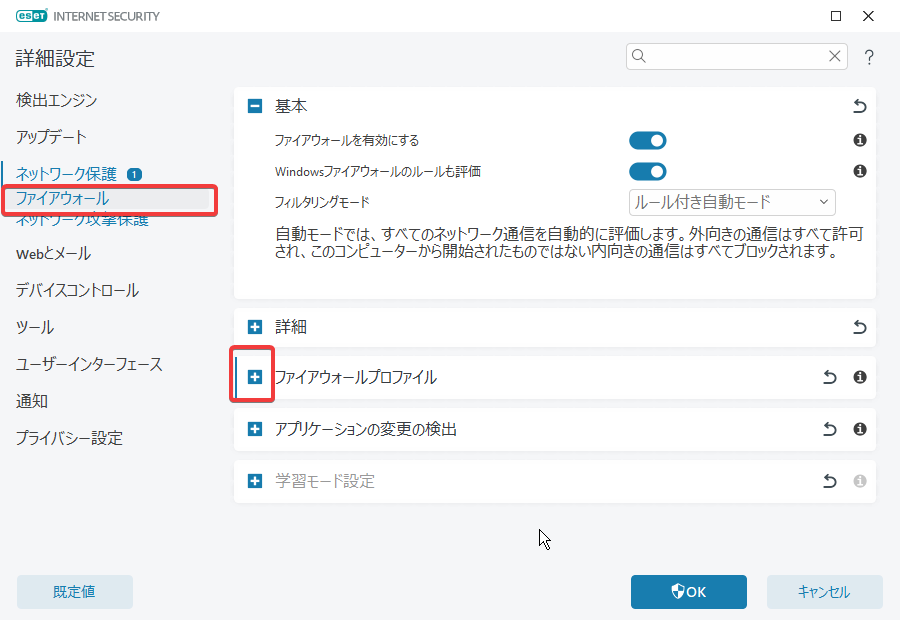 eset INTERNET SECURITY
詳細設定
?
検出エンジン
アップデート
ネットワーク保護 1
ファイアウォール
ネットワーク攻撃保護
Webとメール
デバイスコントロール
ツール
ユーザーインターフェース
通知
プライバシー設定
基本
ファイアウォールを有効にする
Windowsファイアウォールのルールも評価
フィルタリングモード
ルール付き自動モード
自動モードでは、すべてのネットワーク通信を自動的に評価します。外向きの通信はすべて許可
され、このコンピューターから開始されたものではない内向きの通信はすべてブロックされます。
詳細
ファイアウォールプロファイル
アプリケーションの変更の検出
学習モード設定
既定値
OK
キャンセル